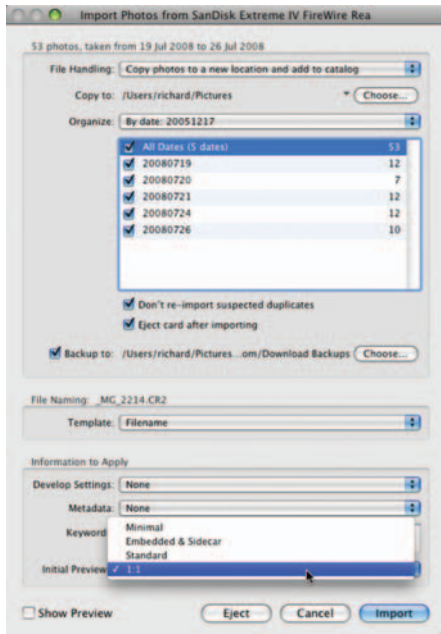 Import Photos from SanDisk Extreme IV FireWire Rea
53 photos, taken from 19 Jul 2008 to 26 Jul 2008
File Handling: Copy photos to a new location and add to catalog
Copy to: /Users/richard/Pictures Choose...
Organize: By date: 20051217
All Dates (5 dates) 53
20080719 12
20080720 7
20080721 12
20080724 12
20080726 10
Don't re-import suspected duplicates
Eject card after importing
Backup to: /Users/richard/Pictures...om/Download Backups Choose...
File Naming: _MG_2214.CR2
Template: Filename
Information to Apply
Develop Settings: None
Metadata: None
Keyword
Minimal
Embedded & Sidecar
Standard
Initial Preview ✓ 1:1
Show Preview Eject Cancel Import